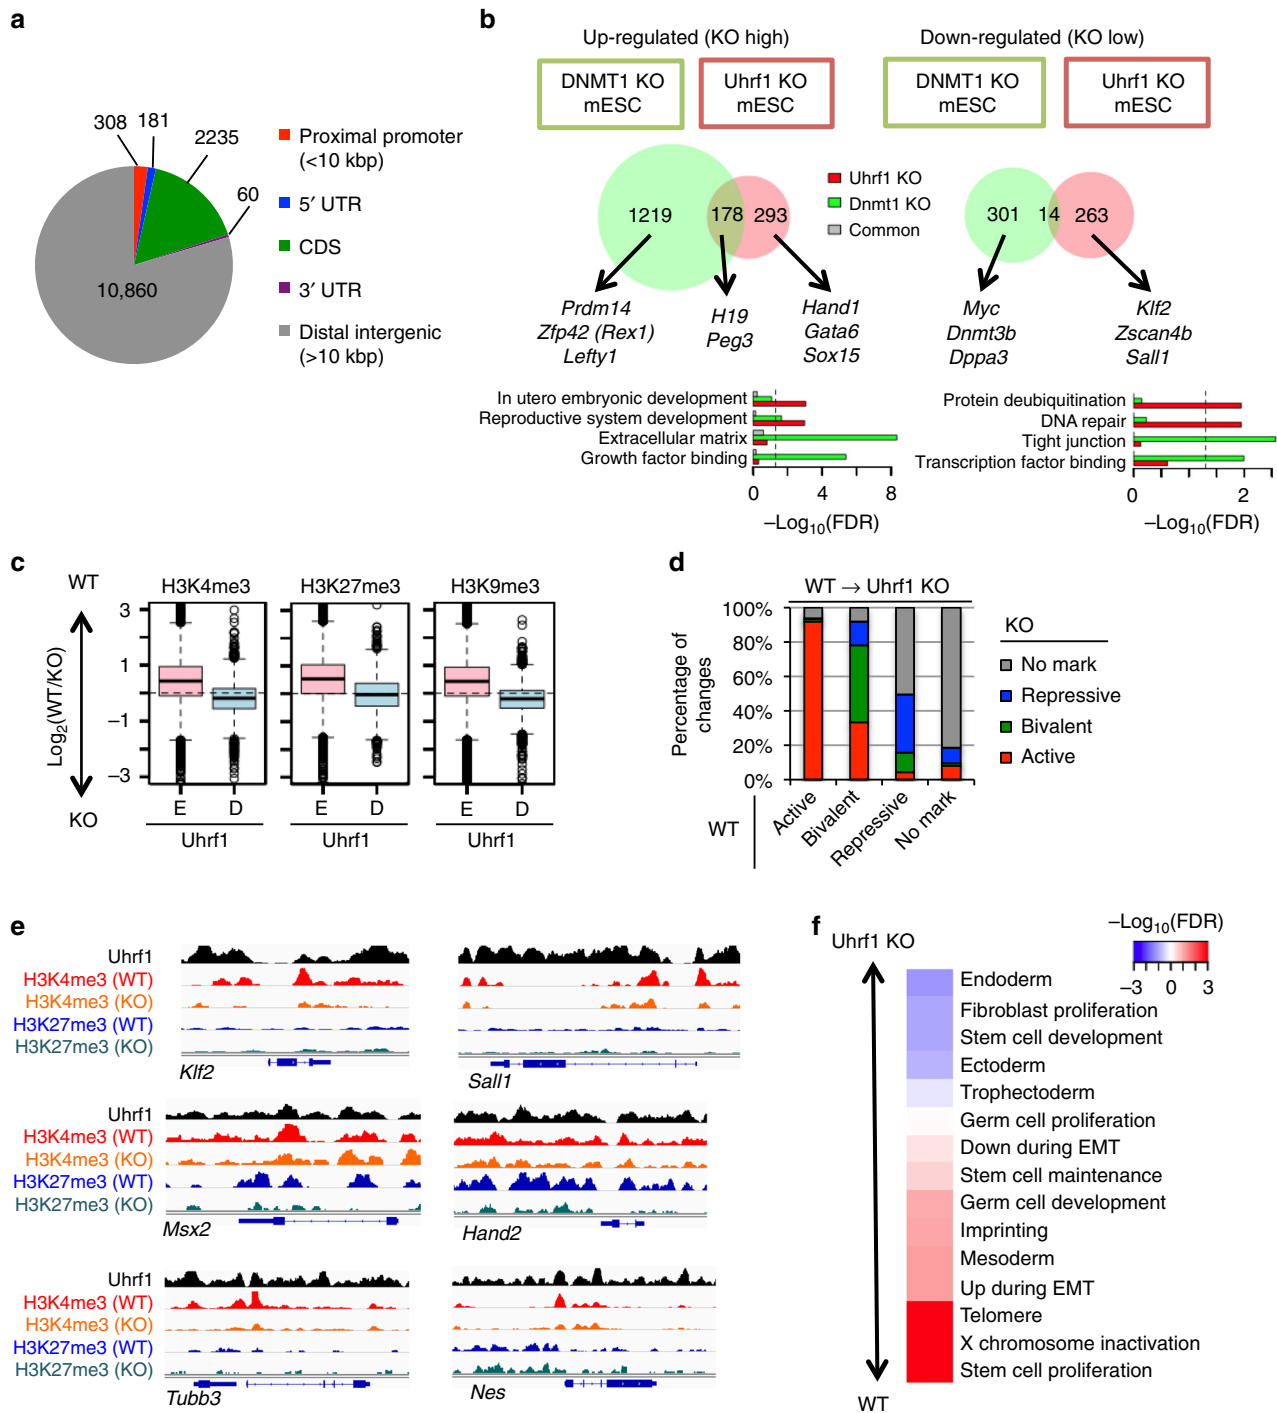 a
308
181
2235
60
10,860
Proximal promoter
(<10 kbp)
5′ UTR
CDS
3′ UTR
Distal intergenic
(>10 kbp)
b
Up-regulated (KO high)
DNMT1 KO
mESC
Uhrf1 KO
mESC
Down-regulated (KO low)
DNMT1 KO
mESC
Uhrf1 KO
mESC
1219
178
293
Uhrf1 KO
Dnmt1 KO
Common
301
14
263
Prdm14
Zfp42 (Rex1)
Lefty1
H19
Peg3
Hand1
Gata6
Sox15
Myc
Dnmt3b
Dppa3
Klf2
Zscan4b
Sall1
In utero embryonic development
Reproductive system development
Extracellular matrix
Growth factor binding
0 4 8
–Log10(FDR)
Protein deubiquitination
DNA repair
Tight junction
Transcription factor binding
0 2
–Log10(FDR)
c
WT
Log2(WT/KO)
KO
3
1
–1
–3
H3K4me3
H3K27me3
H3K9me3
E D
E D
E D
Uhrf1
Uhrf1
Uhrf1
d
WT → Uhrf1 KO
Percentage of
changes
100%
80%
60%
40%
20%
0%
WT
Active
Bivalent
Repressive
No mark
KO
No mark
Repressive
Bivalent
Active
e
Uhrf1
H3K4me3 (WT)
H3K4me3 (KO)
H3K27me3 (WT)
H3K27me3 (KO)
Klf2
Sall1
Uhrf1
H3K4me3 (WT)
H3K4me3 (KO)
H3K27me3 (WT)
H3K27me3 (KO)
Msx2
Hand2
Uhrf1
H3K4me3 (WT)
H3K4me3 (KO)
H3K27me3 (WT)
H3K27me3 (KO)
Tubb3
Nes
f
Uhrf1 KO
–Log10(FDR)
–3 0 3
Endoderm
Fibroblast proliferation
Stem cell development
Ectoderm
Trophectoderm
Germ cell proliferation
Down during EMT
Stem cell maintenance
Germ cell development
Imprinting
Mesoderm
Up during EMT
Telomere
X chromosome inactivation
Stem cell proliferation
WT